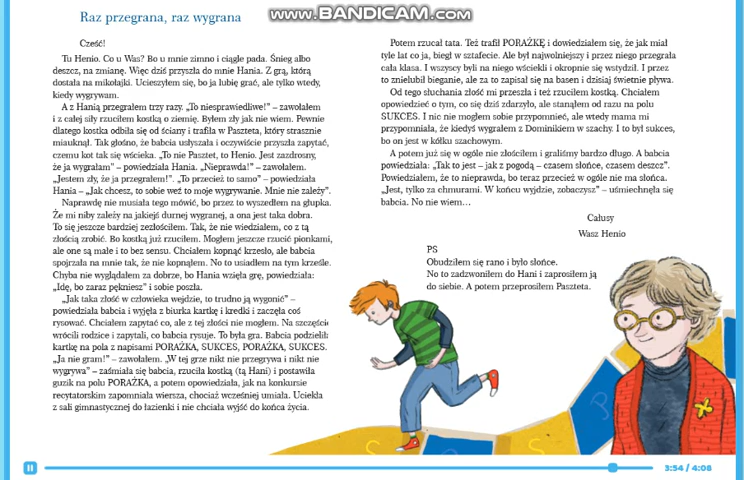 Raz przegrana, raz wygrana
www.BANDICAM.com
Cześć!
Tu Henio. Co u Was? Bo u mnie zimno i ciągle pada. Śnieg albo
deszcz, na zmianę. Więc dziś przyszła do mnie Hania. Z grą, którą
dostała na mikołajki. Ucieszyłem się, bo ja lubię grać, ale tylko wtedy,
kiedy wygrywam.
A z Hanią przegrałem trzy razy. „To niesprawiedliwe!” – zawołałem
i z całej siły rzuciłem kostką o ziemię. Byłem zły jak nie wiem. Pewnie
dlatego kostka odbiła się od ściany i trafiła w Paszteta, który strasznie
miauknął. Tak głośno, że babcia usłyszała i oczywiście przyszła zapytać,
czemu kot tak się wścieka. „To nie Pasztet, to Henio. Jest zazdrosny,
że ja wygrałam” – powiedziała Hania. „Nieprawda!” – zawołałem.
„Jestem zły, że ja przegrałem!”. „To przecież to samo” – powiedziała
Hania – „Jak chcesz, to sobie weź to moje wygrywanie. Mnie nie zależy”.
Naprawdę nie musiała tego mówić, bo przez to wyszedłem na głupka.
Że mi niby zależy na jakiejś durnej wygranej, a ona jest taka dobra.
To się jeszcze bardziej zezłościłem. Tak, że nie wiedziałem, co z tą
złością zrobić. Bo kostką już rzuciłem. Mogłem jeszcze rzucić pionkami,
ale one są małe i to bez sensu. Chciałem kopnąć krzesło, ale babcia
spojrzała na mnie tak, że nie kopnąłem. No to usiadłem na tym krześle.
Chyba nie wyglądałem za dobrze, bo Hania wzięła grę, powiedziała:
„Idę, bo zaraz pękniesz” i sobie poszła.
„Jak taka złość w człowieka wejdzie, to trudno ją wygonić” –
powiedziała babcia i wyjęła z biurka kartkę i kredki i zaczęła coś
rysować. Chciałem zapytać co, ale z tej złości nie mogłem. Na szczęście
wrócili rodzice i zapytali, co babcia rysuje. To była gra. Babcia podzieliła
kartkę na pola z napisami PORAŻKA, SUKCES, PORAŻKA, SUKCES.
„Ja nie gram!” – zawołałem. „W tej grze nikt nie przegrywa i nikt nie
wygrywa” – zaśmiała się babcia, rzuciła kostką (tą Hani) i postawiła
guzik na polu PORAŻKA, a potem opowiedziała, jak na konkursie
recytatorskim zapomniała wiersza, chociaż wcześniej umiała. Uciekła
z sali gimnastycznej do łazienki i nie chciała wyjść do końca życia.
Potem rzucał tata. Też trafił PORAŻKĘ i dowiedziałem się, że jak miał
tyle lat co ja, biegł w sztafecie. Ale był najwolniejszy i przez niego przegrała
cała klasa. I wszyscy byli na niego wściekli i okropnie się wstydził. I przez
to znielubił bieganie, ale za to zapisał się na basen i dzisiaj świetnie pływa.
Od tego słuchania złość mi przeszła i też rzuciłem kostką. Chciałem
opowiedzieć o tym, co się dziś zdarzyło, ale stanąłem od razu na polu
SUKCES. I nic nie mogłem sobie przypomnieć, ale wtedy mama mi
przypomniała, że kiedyś wygrałem z Dominikiem w szachy. I to był sukces,
bo on jest w kółku szachowym.
A potem już się w ogóle nie złościłem i graliśmy bardzo długo. A babcia
powiedziała: „Tak to jest – jak z pogodą – czasem słońce, czasem deszcz”.
Powiedziałem, że to nieprawda, bo teraz przecież w ogóle nie ma słońca.
„Jest, tylko za chmurami. W końcu wyjdzie, zobaczysz” – uśmiechnęła się
babcia. No nie wiem…
Całusy
Wasz Henio
PS
Obudziłem się rano i było słońce.
No to zadzwoniłem do Hani i zaprosiłem ją
do siebie. A potem przeprosiłem Paszteta.
S P S
3:54 / 4:08